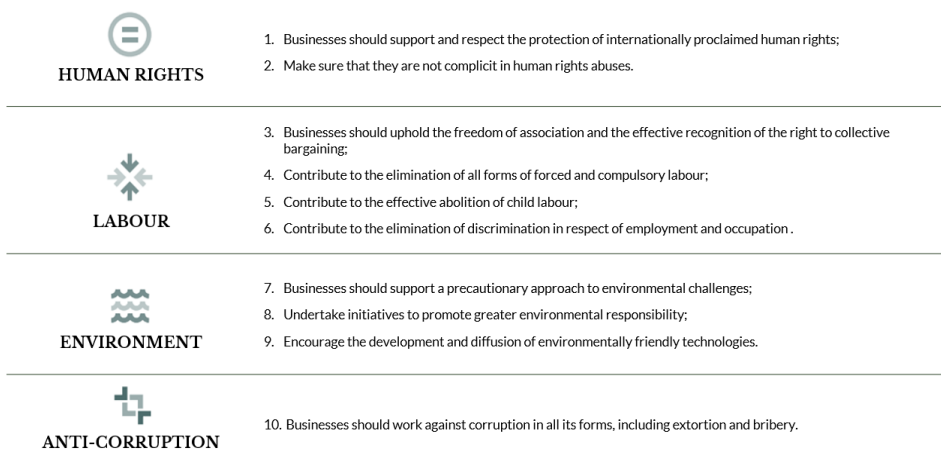 HUMAN RIGHTS
1. Businesses should support and respect the protection of internationally proclaimed human rights;
2. Make sure that they are not complicit in human rights abuses.
LABOUR
3. Businesses should uphold the freedom of association and the effective recognition of the right to collective
bargaining;
4. Contribute to the elimination of all forms of forced and compulsory labour;
5. Contribute to the effective abolition of child labour;
6. Contribute to the elimination of discrimination in respect of employment and occupation .
ENVIRONMENT
7. Businesses should support a precautionary approach to environmental challenges;
8. Undertake initiatives to promote greater environmental responsibility;
9. Encourage the development and diffusion of environmentally friendly technologies.
ANTI-CORRUPTION
10. Businesses should work against corruption in all its forms, including extortion and bribery.